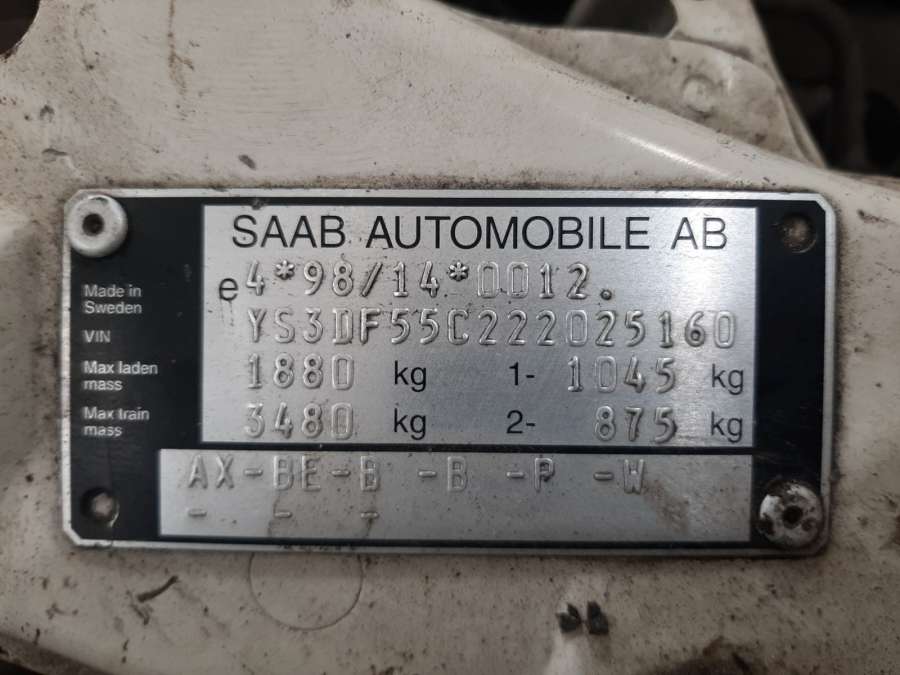 SAAB AUTOMOBILE AB
e4*98/14*0012.
Made in
Sweden
VIN YS3DF55C222025160
Max laden
mass 1880 kg 1- 1045 kg
Max train
mass 3480 kg 2- 875 kg
AX-BE-B -B -P -W
- - -